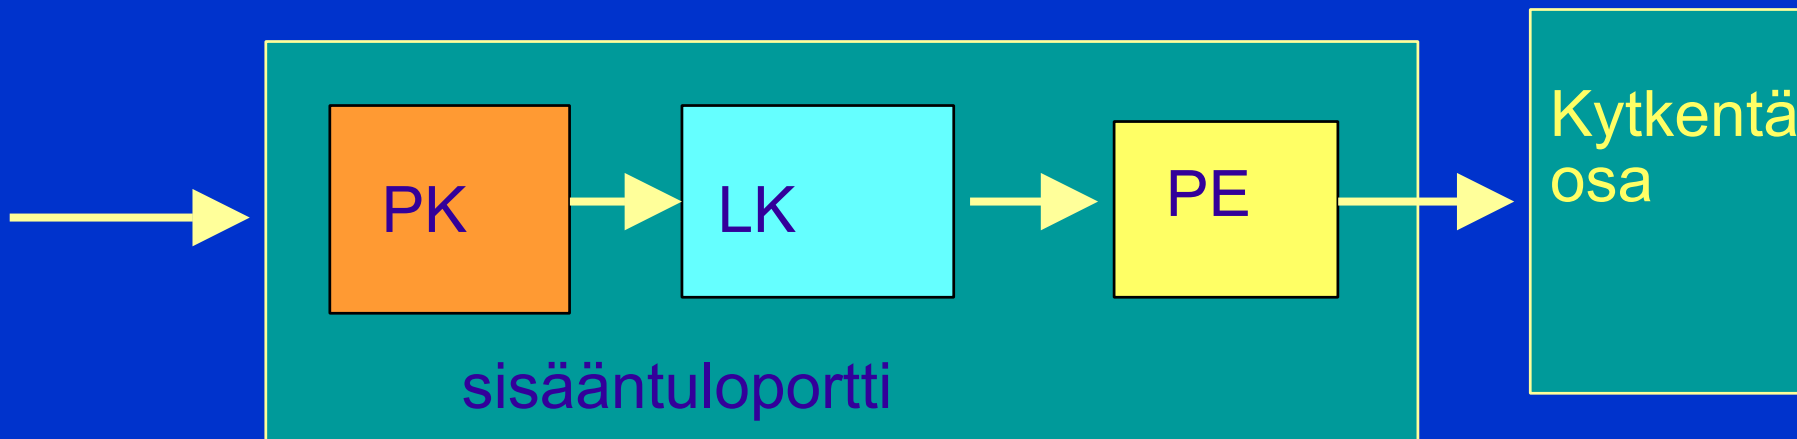 PK
LK
PE
Kytkentä
osa
sisääntuloportti